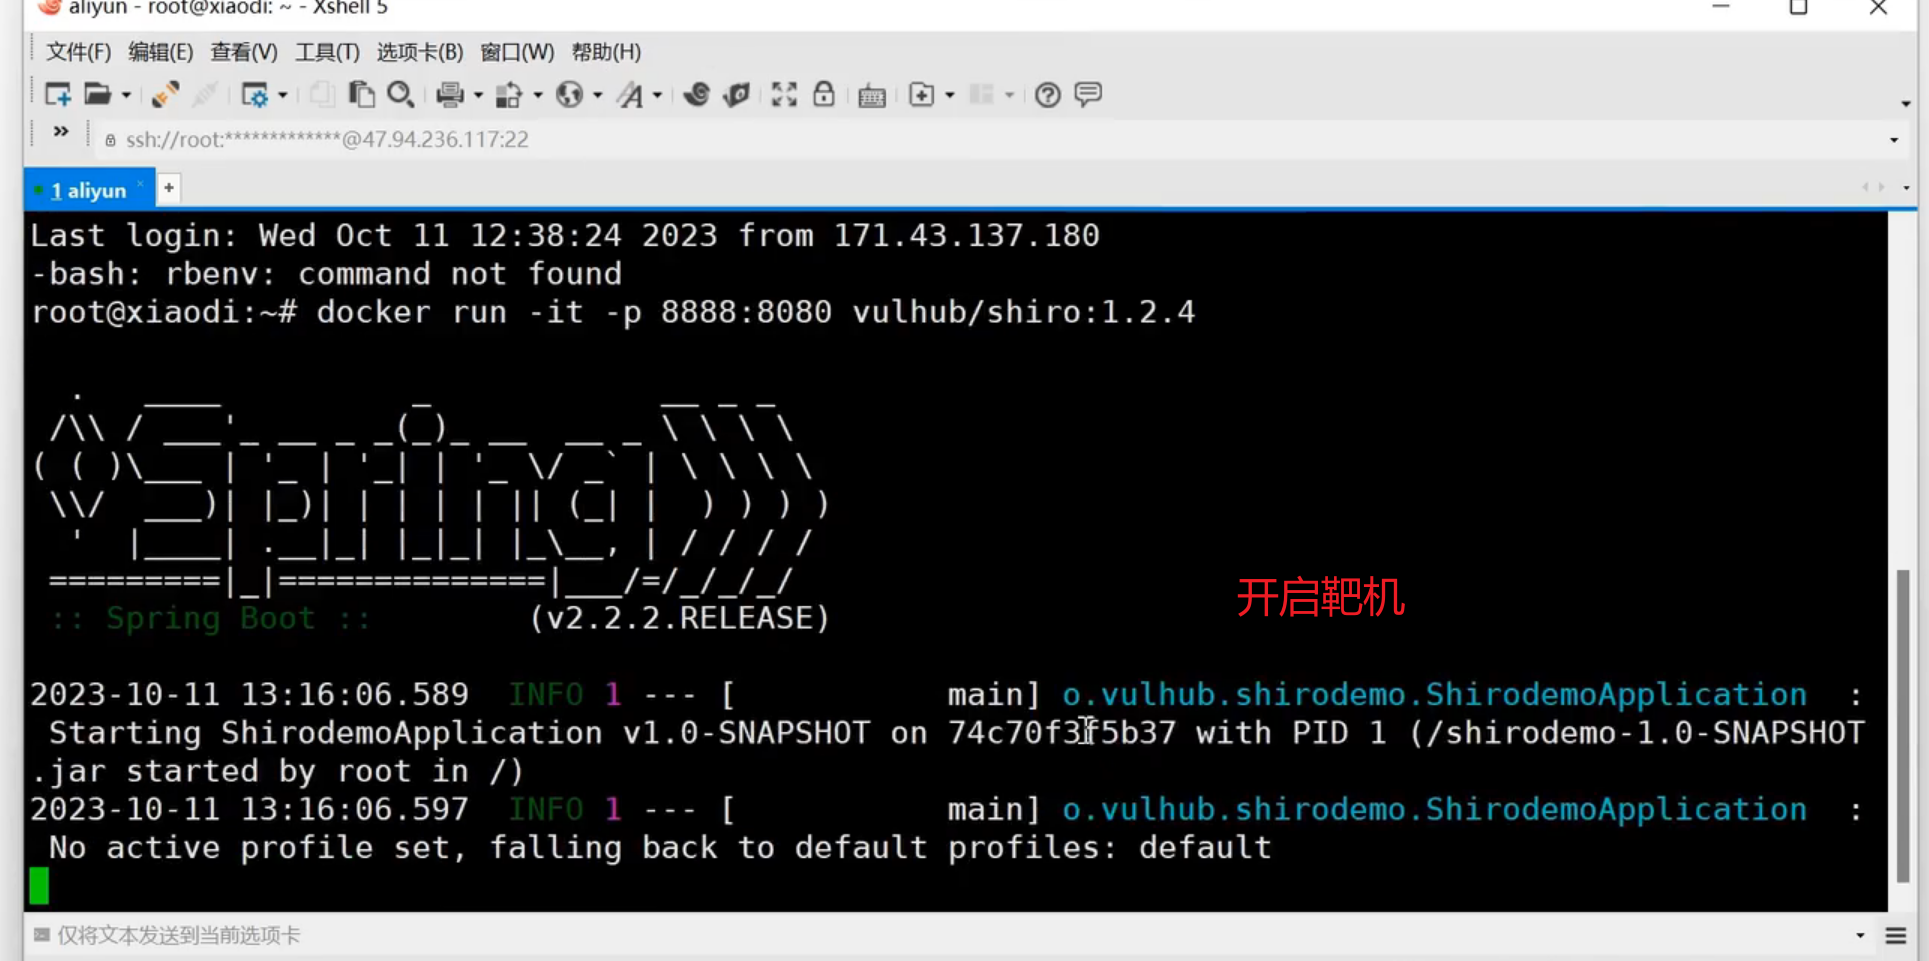 aliyun - root@xiaodi: ~ - Xshell 5
文件(F) 编辑(E) 查看(V) 工具(T) 选项卡(B) 窗口(W) 帮助(H)
ssh://root:*************@47.94.236.117:22
1 aliyun
Last login: Wed Oct 11 12:38:24 2023 from 171.43.137.180
-bash: rbenv: command not found
root@xiaodi:~# docker run -it -p 8888:8080 vulhub/shiro:1.2.4
开启靶机
:: Spring Boot :: (v2.2.2.RELEASE)
2023-10-11 13:16:06.589 INFO 1 --- [ main] o.vulhub.shirodemo.ShirodemoApplication :
Starting ShirodemoApplication v1.0-SNAPSHOT on 74c70f3f5b37 with PID 1 (/shirodemo-1.0-SNAPSHOT
.jar started by root in /)
2023-10-11 13:16:06.597 INFO 1 --- [ main] o.vulhub.shirodemo.ShirodemoApplication :
No active profile set, falling back to default profiles: default
仅将文本发送到当前选项卡